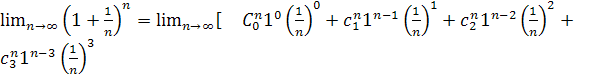 lim_{n→∞} (1 + 1/n)^n = lim_{n→∞} [ C_0^n 1^0 (1/n)^0 + c_1^n 1^{n-1} (1/n)^1 + c_2^n 1^{n-2} (1/n)^2 +
c_3^n 1^{n-3} (1/n)^3